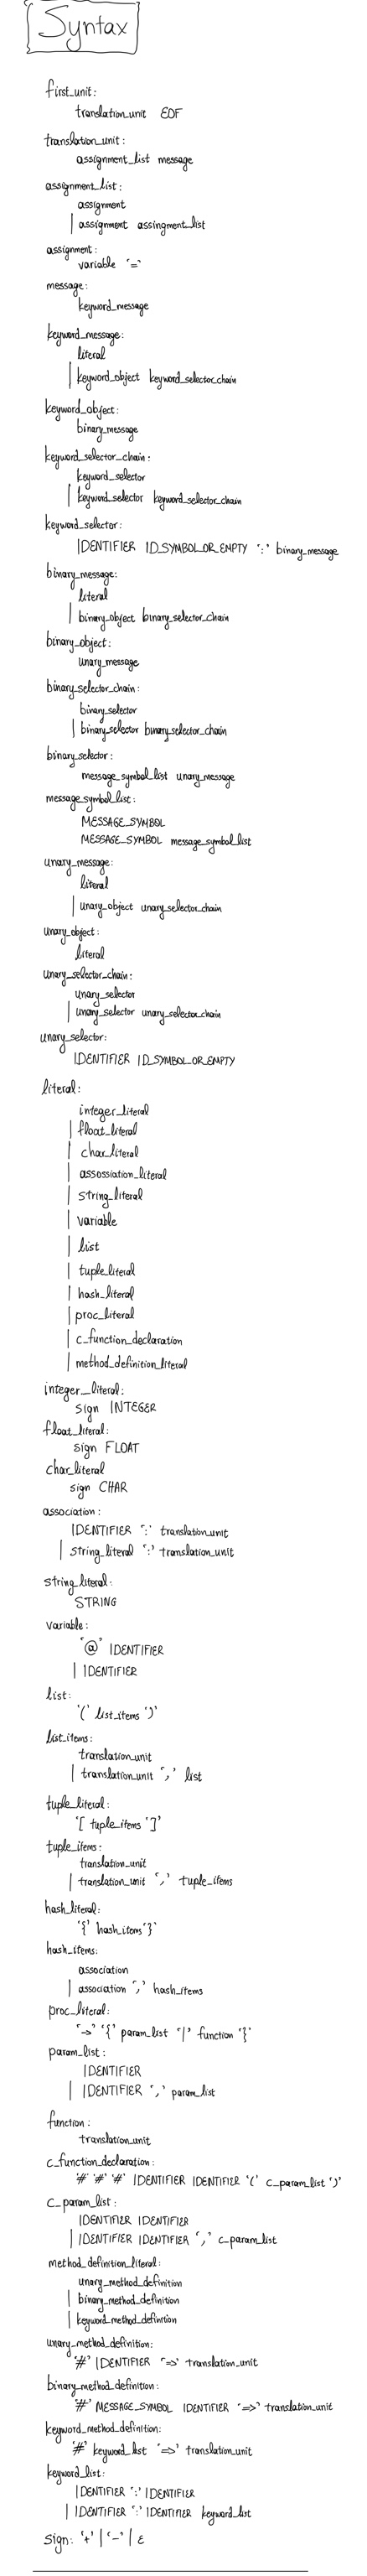 Syntax
first_unit:
translation_unit EOF
translation_unit:
assignment_list message
assignment_list:
assignment
| assignment assingment_list
assignment:
variable '='
message:
keyword_message
keyword_message:
literal
| keyword_object keyword_selector_chain
keyword_object:
binary_message
keyword_selector_chain:
keyword_selector
| keyword_selector keyword_selector_chain
keyword_selector:
IDENTIFIER ID_SYMBOL_OR_EMPTY ':' binary_message
binary_message:
literal
| binary_object binary_selector_chain
binary_object:
unary_message
binary_selector_chain:
binary_selector
| binary_selector binary_selector_chain
binary_selector:
message_symbol_list unary_message
message_symbol_list:
MESSAGE_SYMBOL
MESSAGE_SYMBOL message_symbol_list
unary_message:
literal
| unary_object unary_selector_chain
unary_object:
literal
unary_selector_chain:
unary_selector
| unary_selector unary_selector_chain
unary_selector:
IDENTIFIER ID_SYMBOL_OR_EMPTY
literal:
integer_literal
| float_literal
| char_literal
| assossiation_literal
| string_literal
| variable
| list
| tuple_literal
| hash_literal
| proc_literal
| c_function_declaration
| method_definition_literal
integer_literal:
sign INTEGER
float_literal:
sign FLOAT
char_literal
sign CHAR
association:
IDENTIFIER ':' translation_unit
| string_literal ':' translation_unit
string_literal:
STRING
variable:
'@' IDENTIFIER
| IDENTIFIER
list:
'(' list_items ')'
list_items:
translation_unit
| translation_unit ',' list
tuple_literal:
'[ tuple_items ']'
tuple_items:
translation_unit
| translation_unit ',' tuple_items
hash_literal:
'{' hash_items '}'
hash_items:
association
| association ',' hash_items
proc_literal:
'->' '{' param_list '|' function '}'
param_list:
IDENTIFIER
| IDENTIFIER ',' param_list
function:
translation_unit
c_function_declaration:
'#' '#' '#' IDENTIFIER IDENTIFIER '(' c_param_list ')'
c_param_list:
IDENTIFIER IDENTIFIER
| IDENTIFIER IDENTIFIER ',' c_param_list
method_definition_literal:
unary_method_definition
| binary_method_definition
| keyword_method_definition
unary_method_definition:
'#' IDENTIFIER '=>' translation_unit
binary_method_definition:
'#' MESSAGE_SYMBOL IDENTIFIER '=>' translation_unit
keyword_method_definition:
'#' keyword_list '=>' translation_unit
keyword_list:
IDENTIFIER ':' IDENTIFIER
| IDENTIFIER ':' IDENTIFIER keyword_list
sign: '+' | '-' | ε